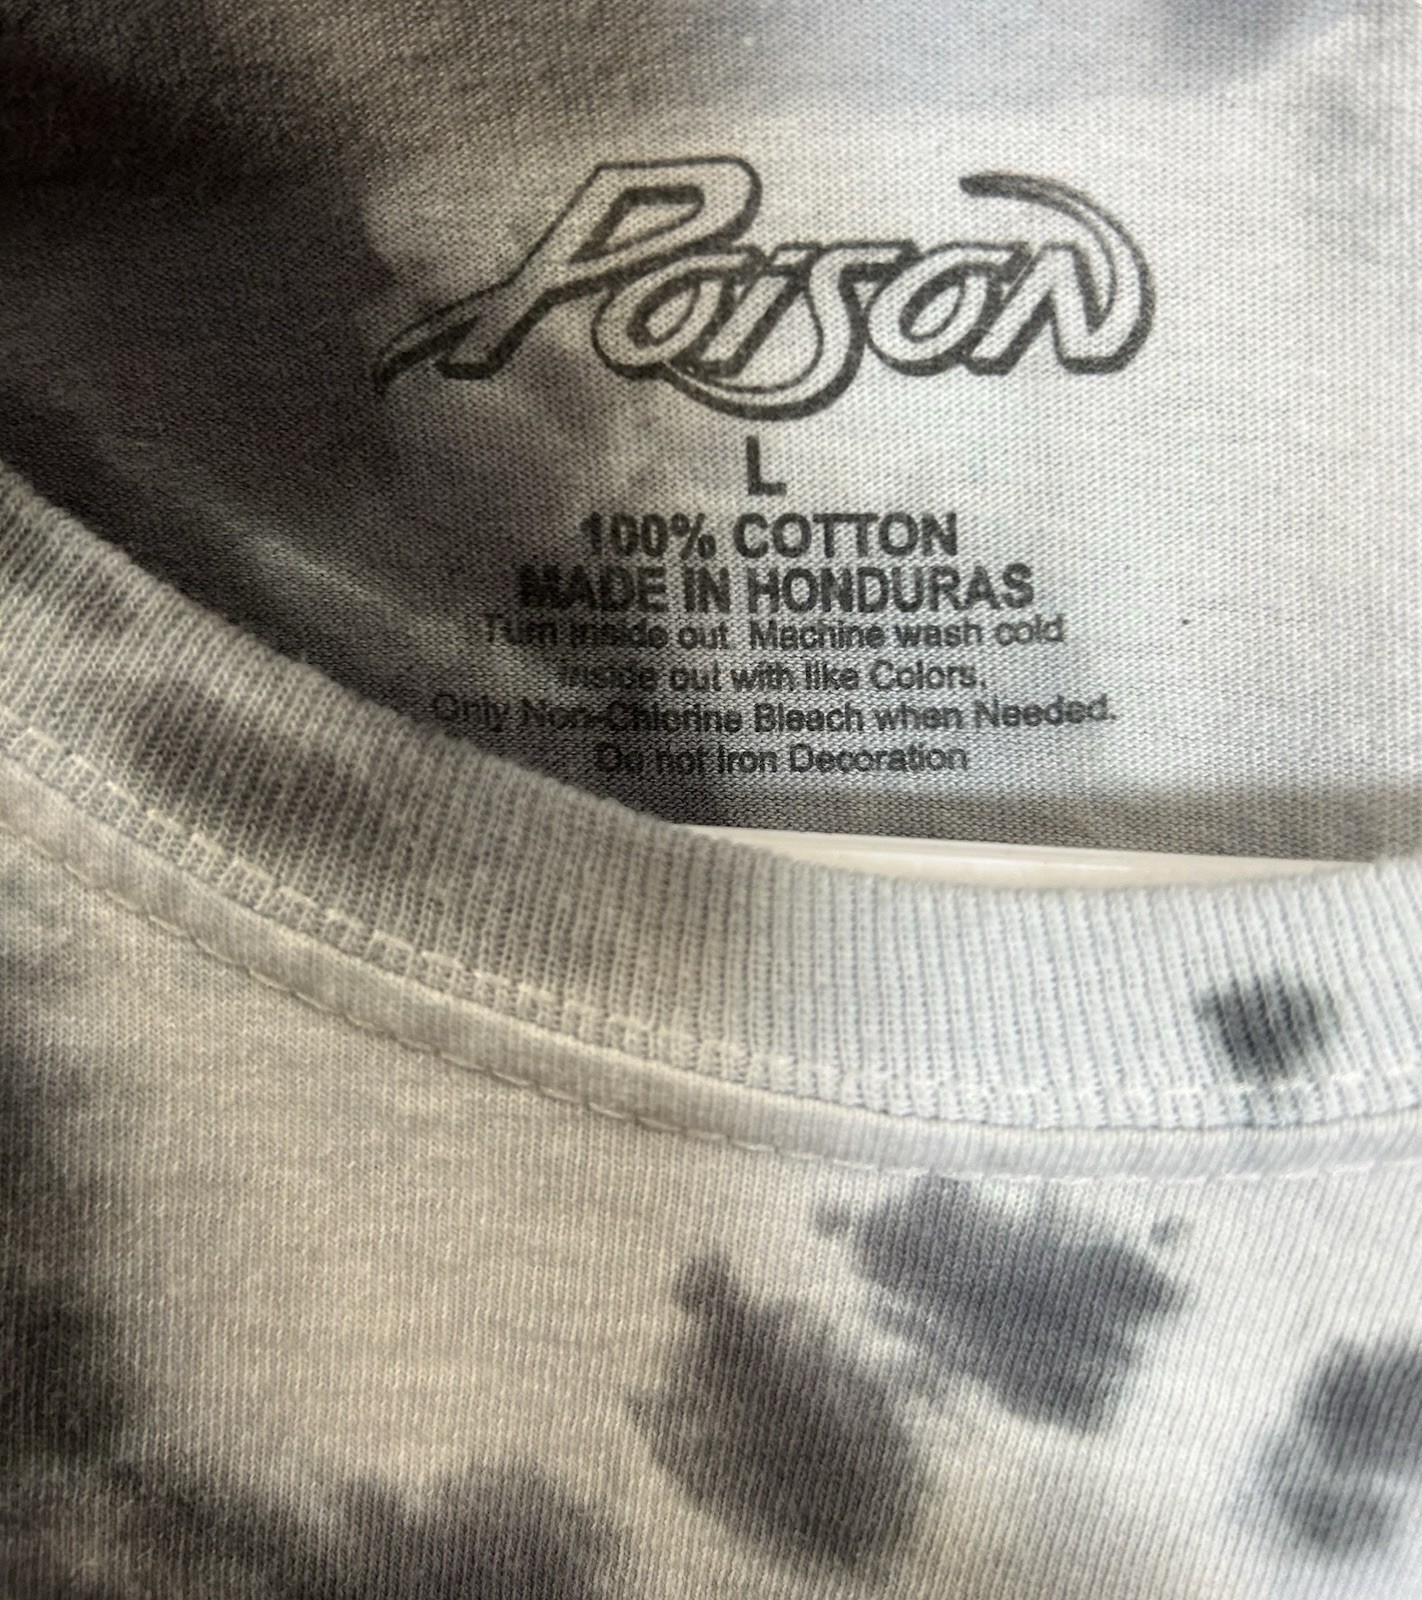 Poison
L
100% COTTON
MADE IN HONDURAS
Turn inside out Machine wash cold
inside out with like Colors.
Only Non-Chlorine Bleach when Needed.
Do not Iron Decoration